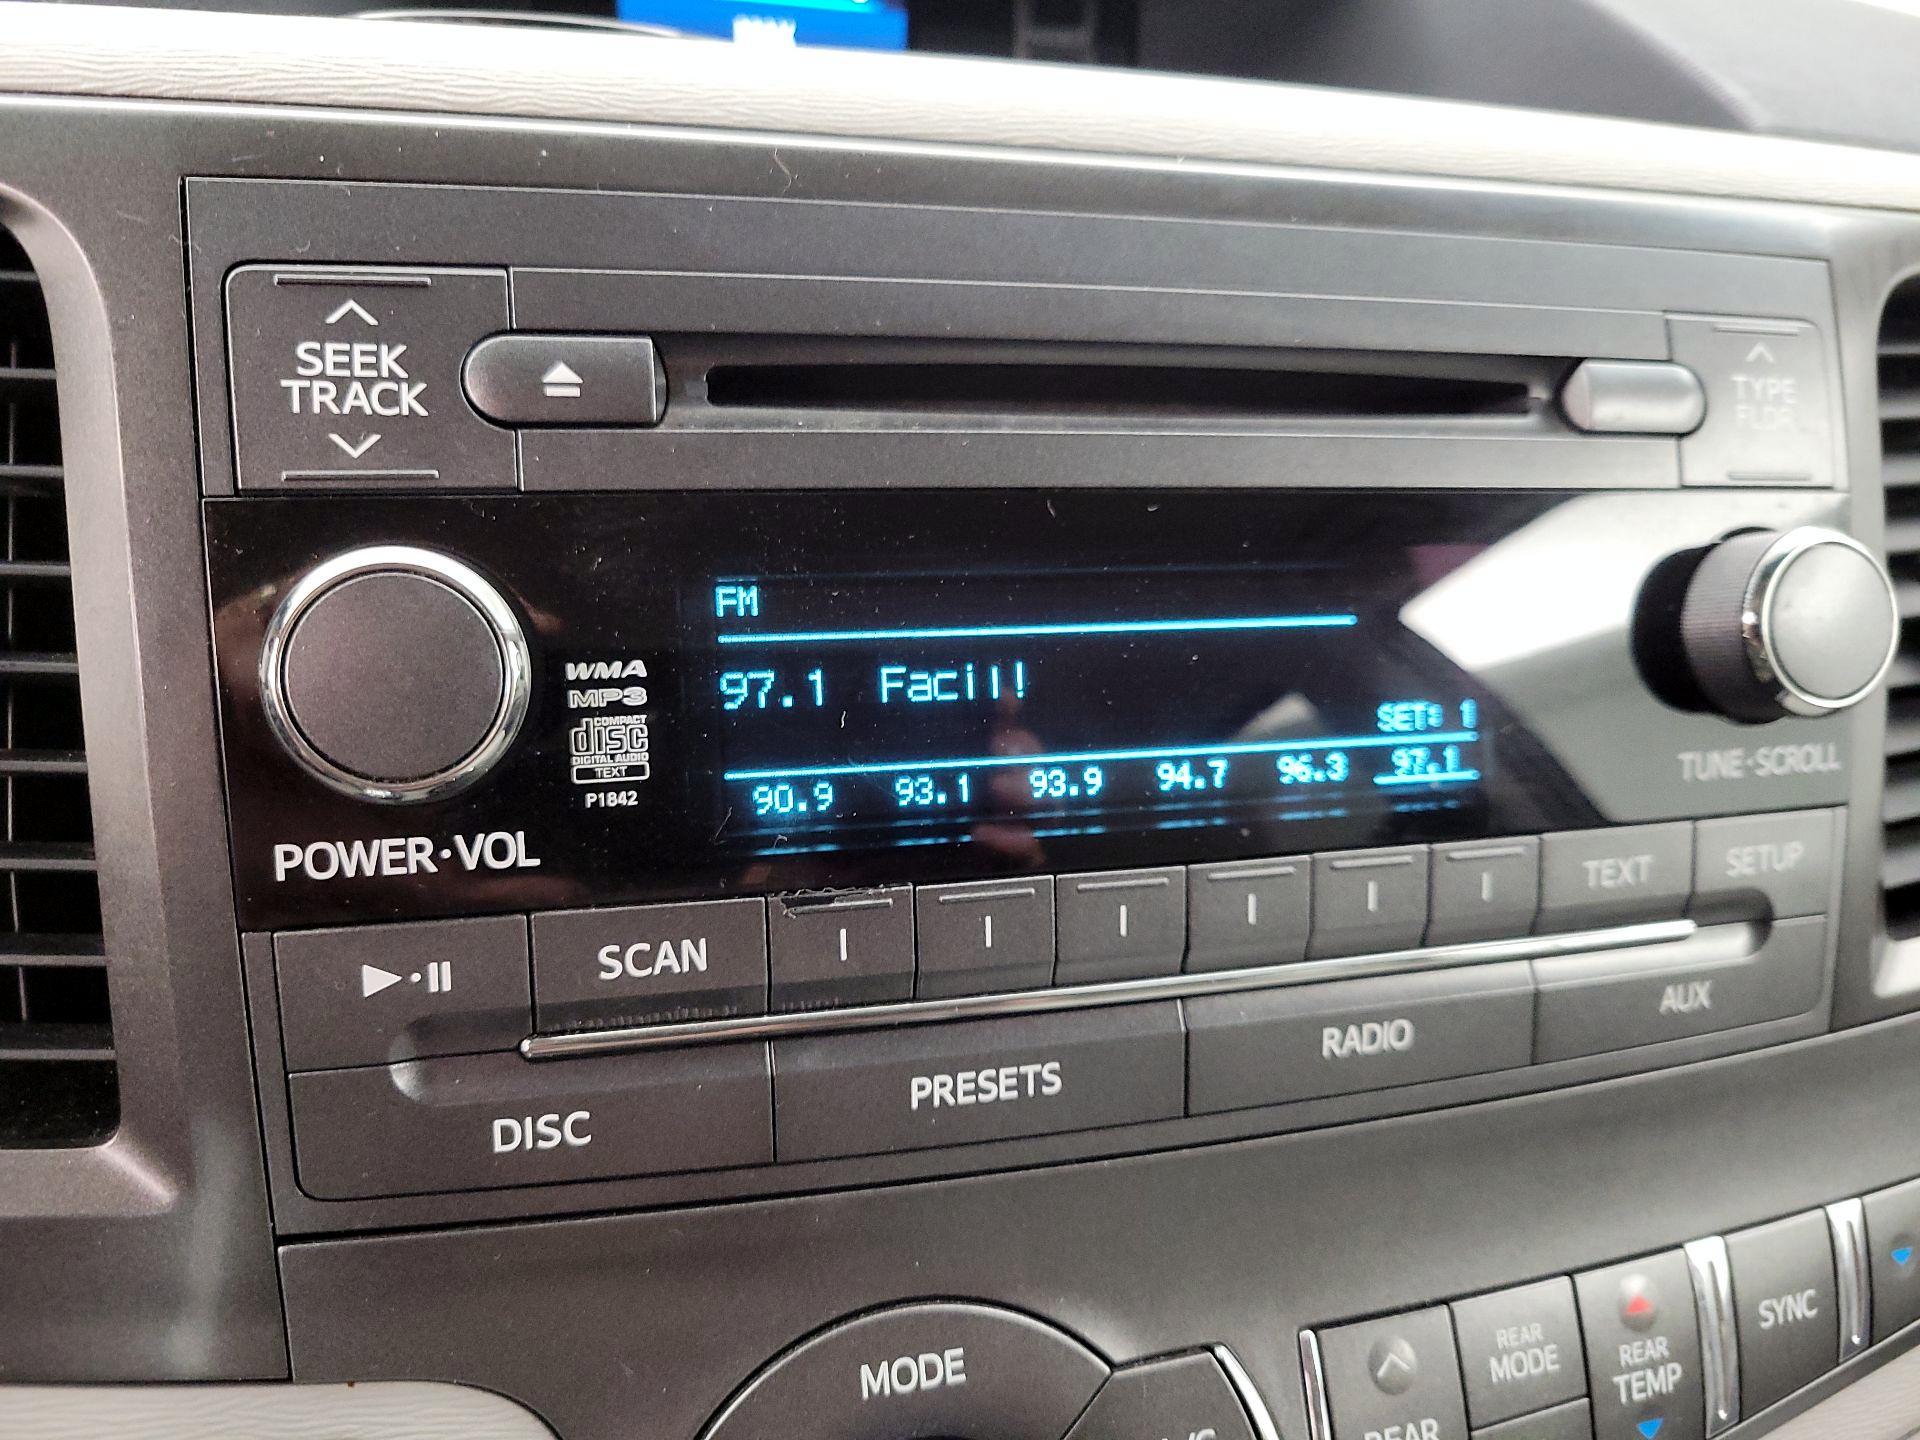 SEEK
TRACK
TYPE
FLDR
FM
97.1 Facil!
SET: 1
90.9 93.1 93.9 94.7 96.3 97.1
WMA
MP3
COMPACT
disc
DIGITAL AUDIO
TEXT
P1842
POWER·VOL
TUNE·SCROLL
SCAN
TEXT
SETUP
DISC
PRESETS
RADIO
AUX
MODE
REAR
REAR
MODE
REAR
TEMP
SYNC